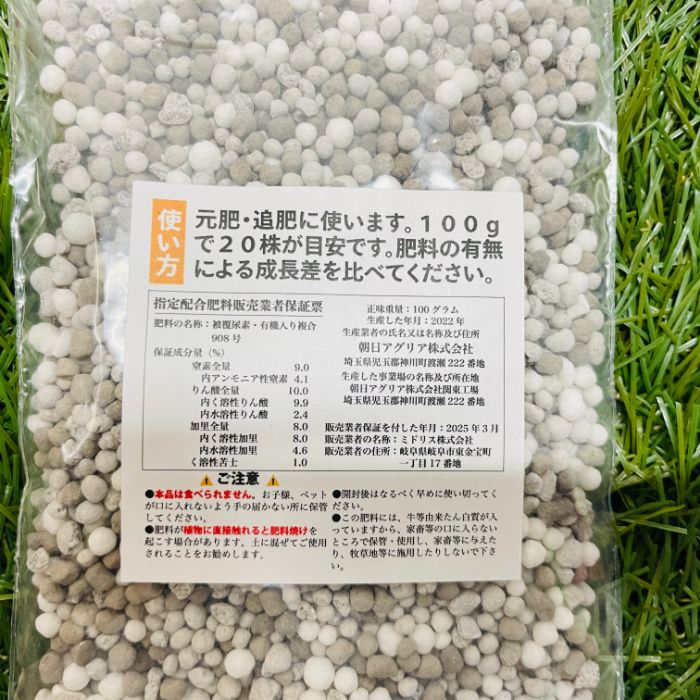 使い方
元肥・追肥に使います。１００ｇ
で２０株が目安です。肥料の有無
による成長差を比べてください。
指定配合肥料販売業者保証票
肥料の名称：被覆尿素・有機入り複合
908 号
保証成分量（%）
窒素全量 9.0
内アンモニア性窒素 4.1
りん酸全量 10.0
内く溶性りん酸 9.9
内水溶性りん酸 2.4
加里全量 8.0
内く溶性加里 8.0
内水溶性加里 4.6
く溶性苦土 1.0
正味重量：100 グラム
生産した年月：2022 年
生産業者の氏名又は名称及び住所
朝日アグリア株式会社
埼玉県児玉郡神川町渡瀬 222 番地
生産した事業場の名称及び所在地
朝日アグリア株式会社関東工場
埼玉県児玉郡神川町渡瀬 222 番地
販売業者保証を付した年月：2025 年 3 月
販売業者の名称：ミドリス株式会社
販売業者の住所：岐阜県岐阜市東金宝町
一丁目 17 番地
⚠ご注意⚠
●本品は食べられません。お子様、ペット
が口に入れないよう手の届かない所に保管
してください。
●肥料が植物に直接触れると肥料焼けを
起こす場合があります。土に混ぜてご使用
されることをお勧めします。
●開封後はなるべく早めに使い切ってく
ださい。
●この肥料には、牛等由来たん白質が入
っていますから、家畜等の口に入らない
ところで保管・使用し、家畜等に与えた
り、牧草地等に施用したりしないで下さ
い。